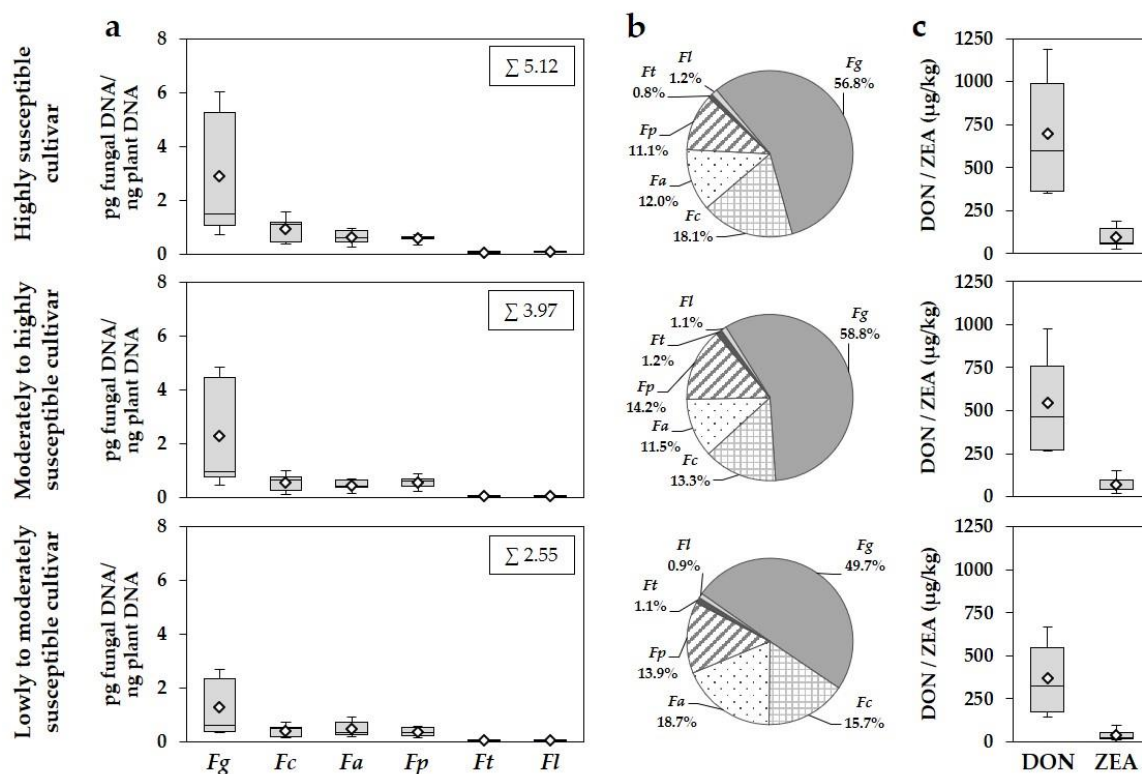 a
b
c
Highly susceptible
cultivar
pg fungal DNA/
ng plant DNA
8
6
4
2
0
∑ 5.12
Fl
1.2%
Ft
0.8%
Fg
56.8%
Fp
11.1%
Fa
12.0%
Fc
18.1%
DON / ZEA (µg/kg)
1250
1000
750
500
250
0
Moderately to highly
susceptible cultivar
pg fungal DNA/
ng plant DNA
8
6
4
2
0
∑ 3.97
Fl
1.1%
Ft
1.2%
Fg
58.8%
Fp
14.2%
Fa
11.5%
Fc
13.3%
DON / ZEA (µg/kg)
1250
1000
750
500
250
0
Lowly to moderately
susceptible cultivar
pg fungal DNA/
ng plant DNA
8
6
4
2
0
∑ 2.55
Fl
0.9%
Ft
1.1%
Fg
49.7%
Fp
13.9%
Fa
18.7%
Fc
15.7%
DON / ZEA (µg/kg)
1250
1000
750
500
250
0
Fg Fc Fa Fp Ft Fl
DON ZEA